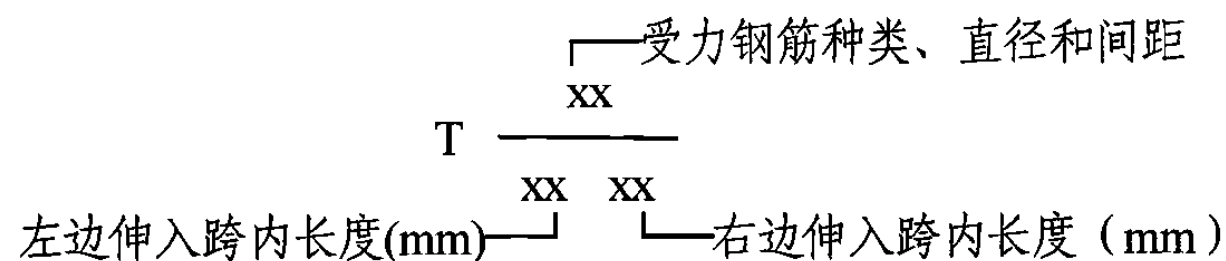 受力钢筋种类、直径和间距
xx
T
xx xx
左边伸入跨内长度(mm) 右边伸入跨内长度（mm）